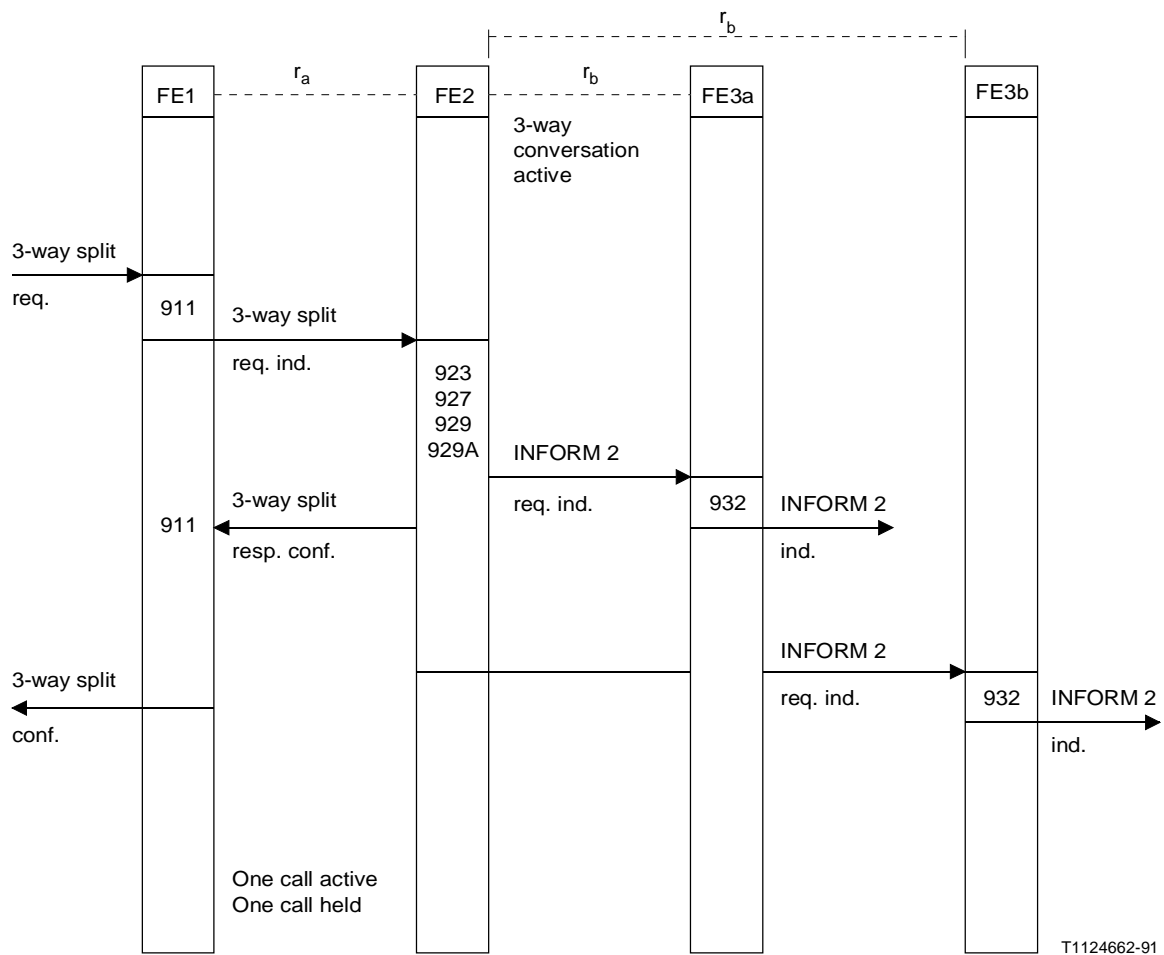 r_b
r_a
r_b
FE1
FE2
FE3a
FE3b
3-way
conversation
active
3-way split
req.
911
3-way split
req. ind.
923
927
929
929A
INFORM 2
req. ind.
932
INFORM 2
ind.
3-way split
resp. conf.
911
INFORM 2
req. ind.
932
INFORM 2
ind.
3-way split
conf.
One call active
One call held
T1124662-91